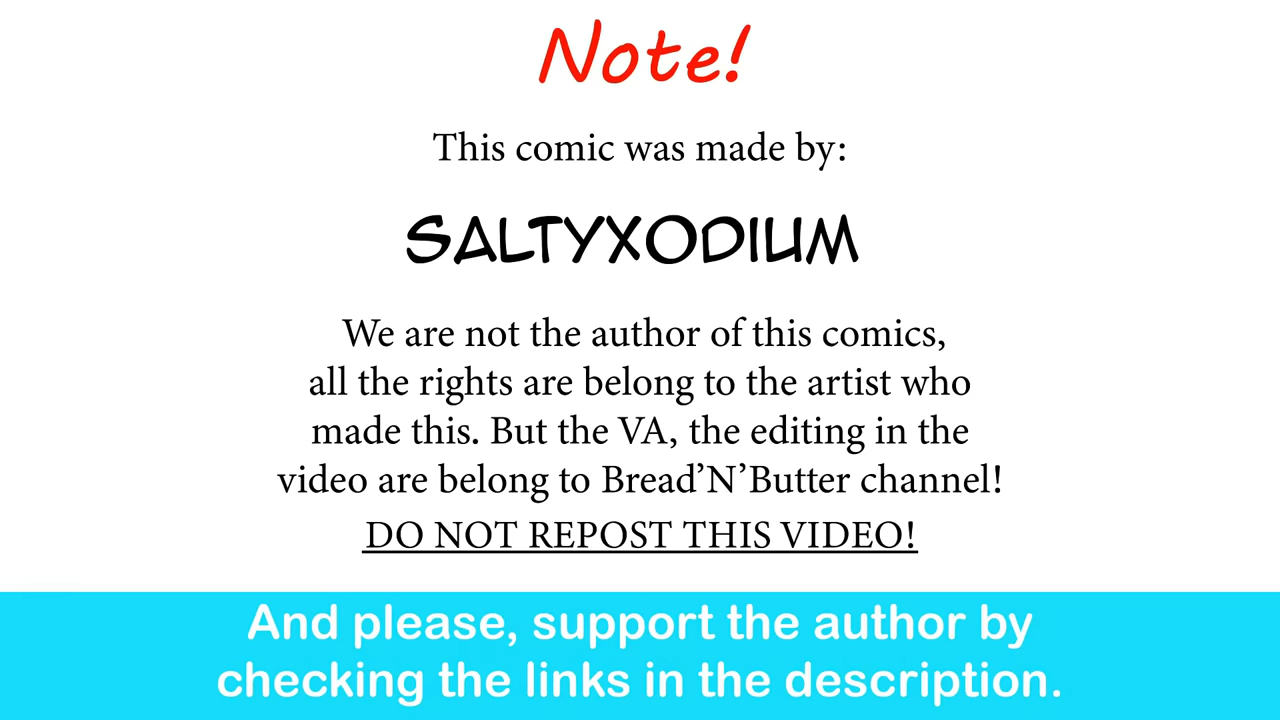 Note!
This comic was made by:
SALTYXODIUM
We are not the author of this comics,
all the rights are belong to the artist who
made this. But the VA, the editing in the
video are belong to Bread’N’Butter channel!
DO NOT REPOST THIS VIDEO!
And please, support the author by
checking the links in the description.